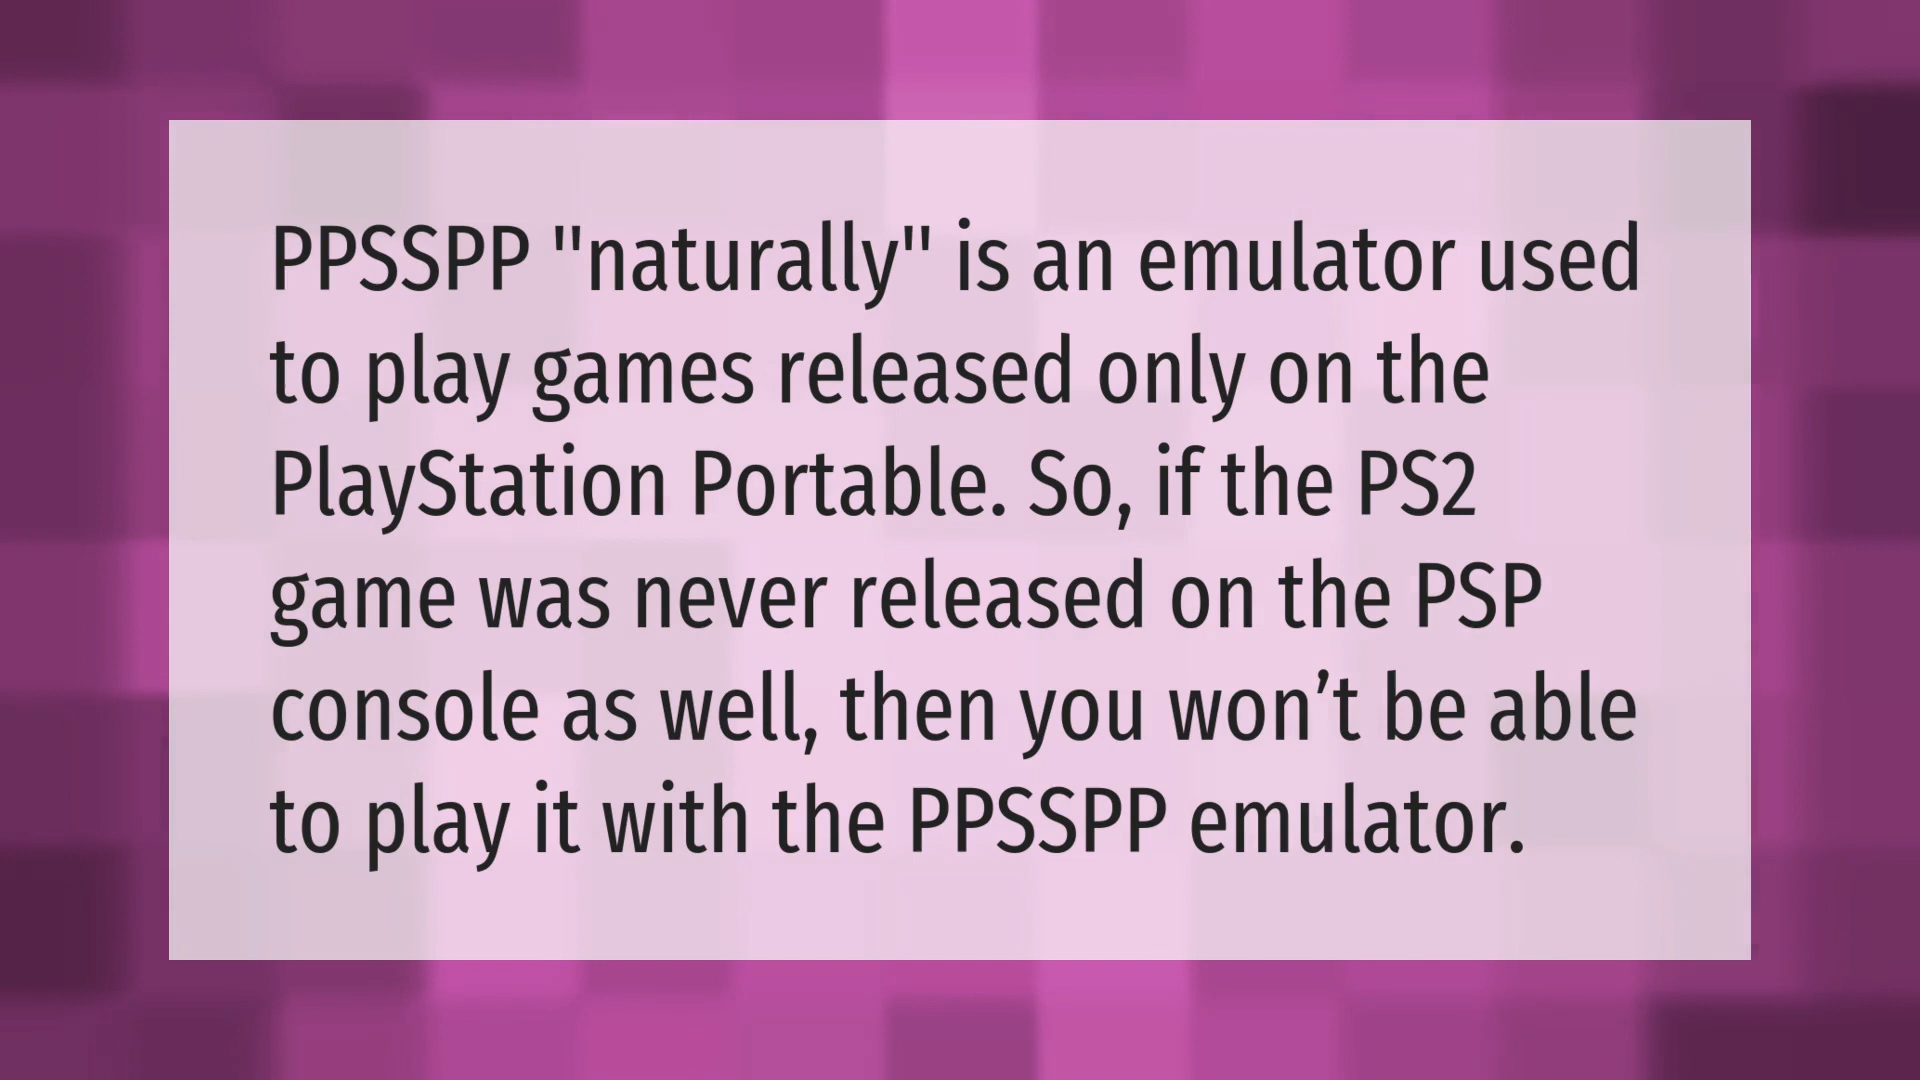 PPSSPP "naturally" is an emulator used
to play games released only on the
PlayStation Portable. So, if the PS2
game was never released on the PSP
console as well, then you won’t be able
to play it with the PPSSPP emulator.